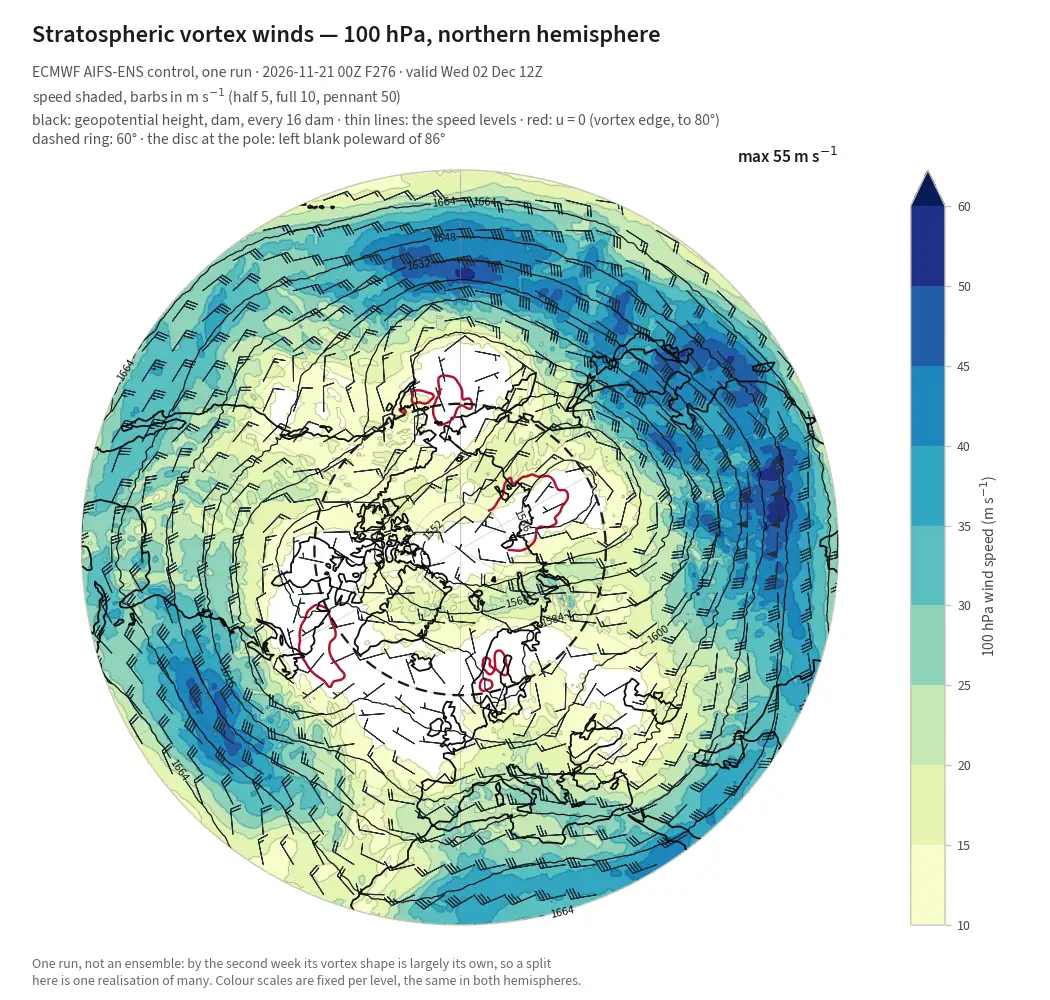 Stratospheric vortex winds — 100 hPa, northern hemisphere
ECMWF AIFS-ENS control, one run · 2026-11-21 00Z F276 · valid Wed 02 Dec 12Z
speed shaded, barbs in m s⁻¹ (half 5, full 10, pennant 50)
black: geopotential height, dam, every 16 dam · thin lines: the speed levels · red: u = 0 (vortex edge, to 80°)
dashed ring: 60° · the disc at the pole: left blank poleward of 86°
max 55 m s⁻¹
1664
1664
1648
1632
1664
1552
1568
1584
1600
1664
1664
60
50
45
40
35
30
25
20
15
10
100 hPa wind speed (m s⁻¹)
One run, not an ensemble: by the second week its vortex shape is largely its own, so a split
here is one realisation of many. Colour scales are fixed per level, the same in both hemispheres.